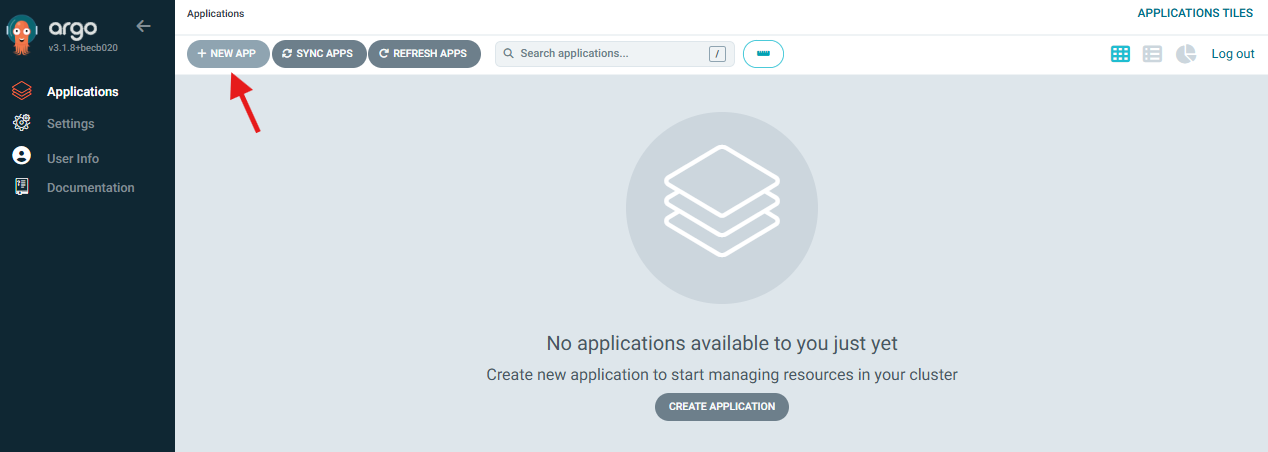 argo
v3.1.8+becb020
Applications
Settings
User Info
Documentation
Applications
APPLICATIONS TILES
+ NEW APP
SYNC APPS
REFRESH APPS
Search applications...
/
Log out
No applications available to you just yet
Create new application to start managing resources in your cluster
CREATE APPLICATION